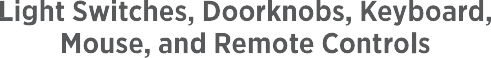 Light Switches, Doorknobs, Keyboard,
Mouse, and Remote Controls